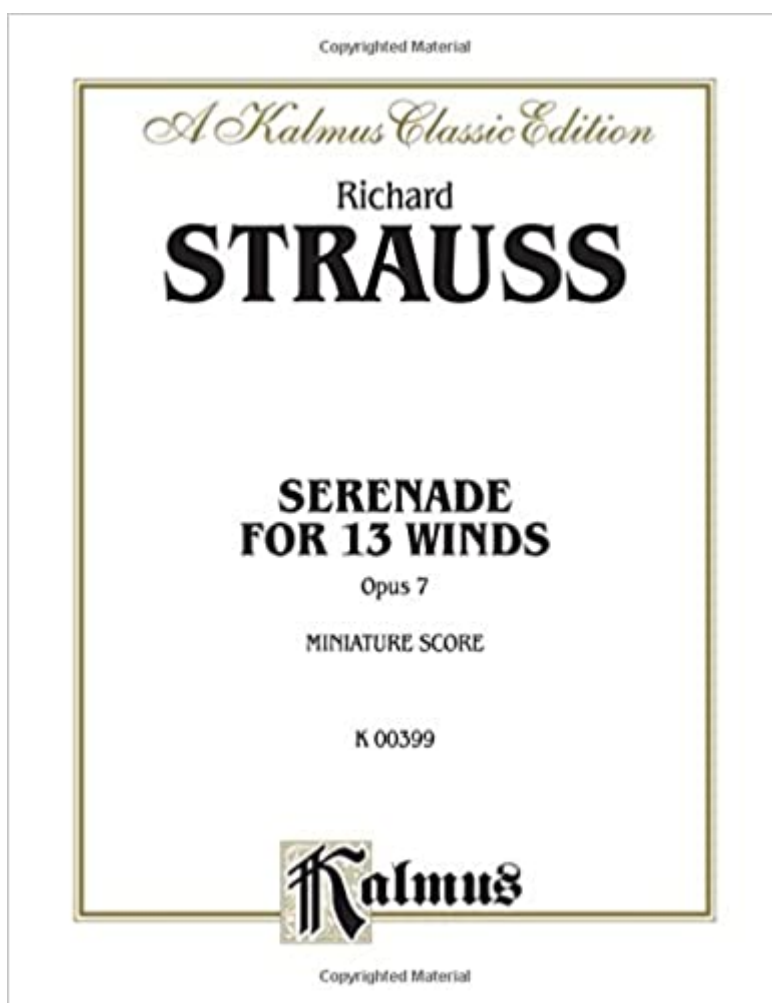 Copyrighted Material
A Kalmus Classic Edition
Richard
STRAUSS
SERENADE
FOR 13 WINDS
Opus 7
MINIATURE SCORE
K 00399
Kalmus
Copyrighted Material